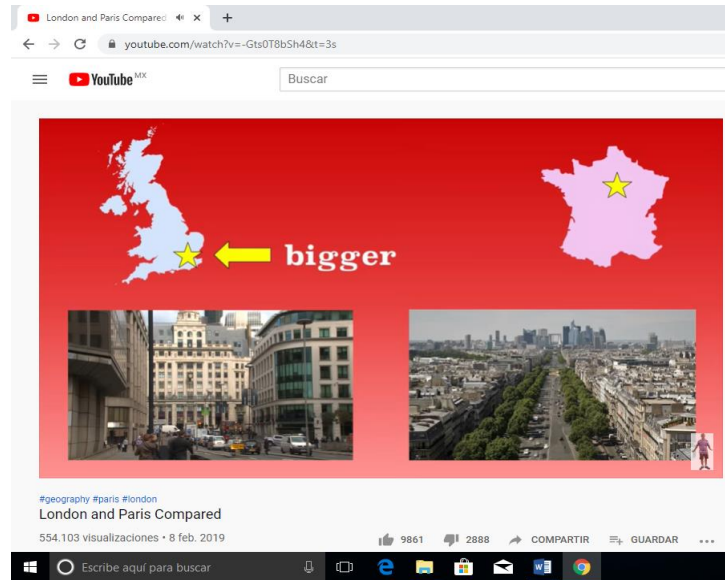 London and Paris Compared
youtube.com/watch?v=-Gts0T8bSh4&t=3s
YouTube MX
Buscar
bigger
#geography #paris #london
London and Paris Compared
554.103 visualizaciones • 8 feb. 2019 9861 2888 COMPARTIR GUARDAR ...
Escribe aquí para buscar